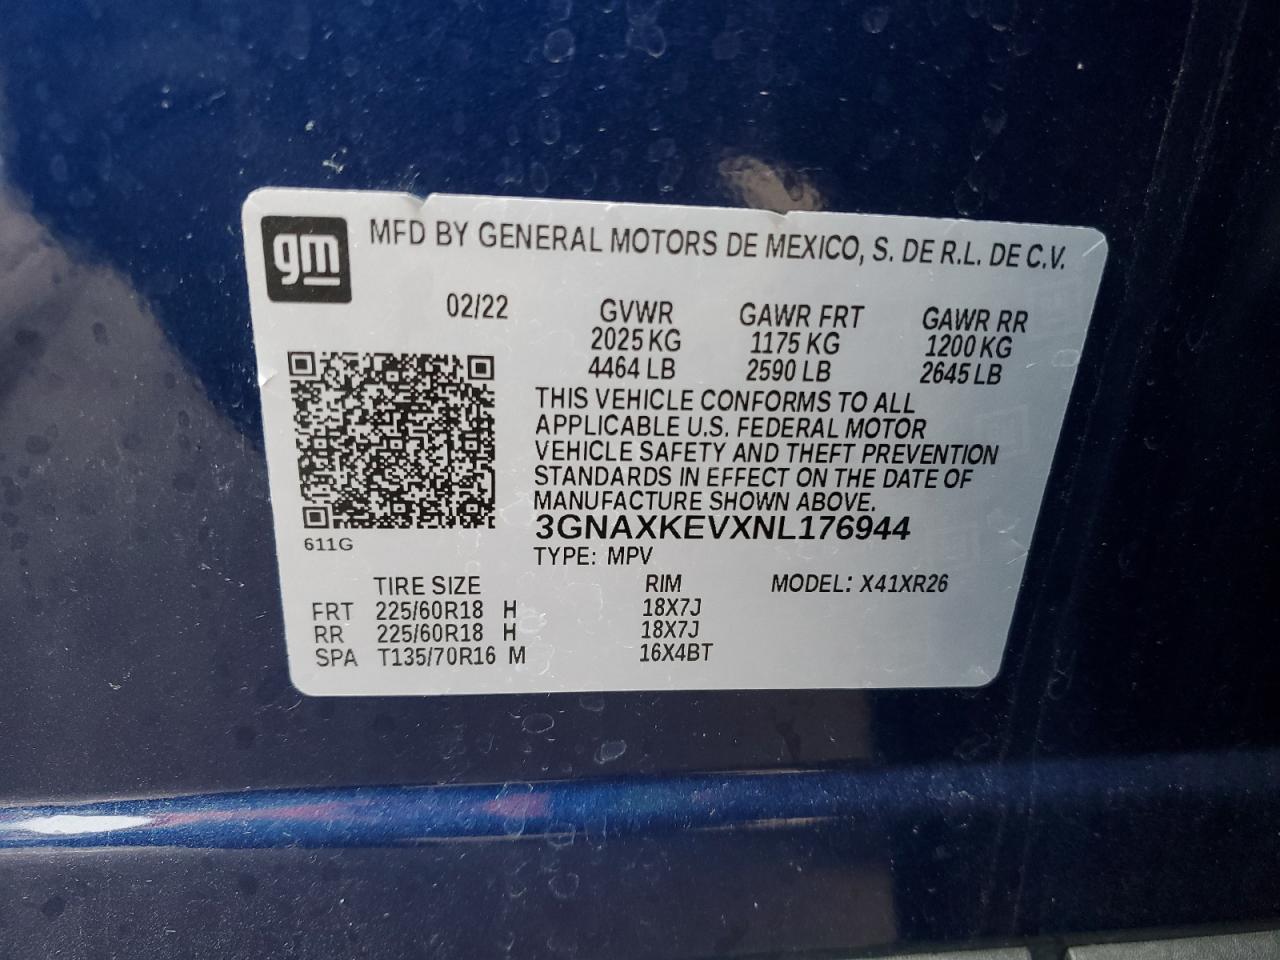 gm
MFD BY GENERAL MOTORS DE MEXICO, S. DE R.L. DE C.V.
02/22 GVWR GAWR FRT GAWR RR
2025 KG 1175 KG 1200 KG
4464 LB 2590 LB 2645 LB
THIS VEHICLE CONFORMS TO ALL
APPLICABLE U.S. FEDERAL MOTOR
VEHICLE SAFETY AND THEFT PREVENTION
STANDARDS IN EFFECT ON THE DATE OF
MANUFACTURE SHOWN ABOVE.
3GNAXKEVXNL176944
611G
TYPE: MPV
TIRE SIZE RIM MODEL: X41XR26
FRT 225/60R18 H 18X7J
RR 225/60R18 H 18X7J
SPA T135/70R16 M 16X4BT